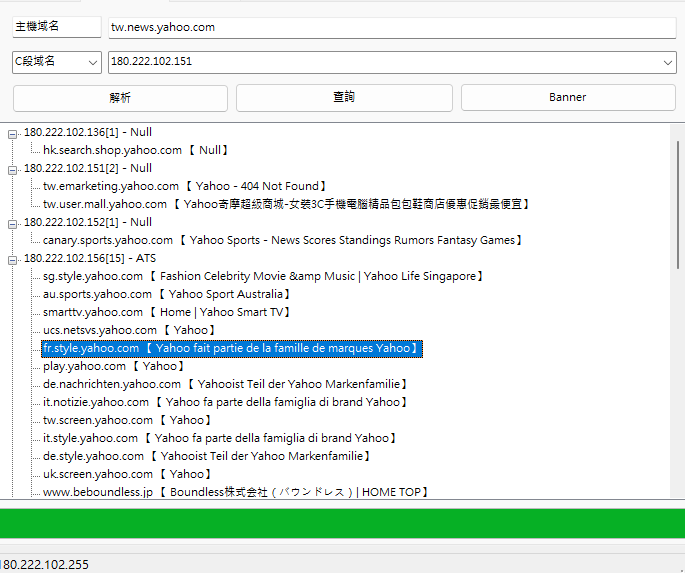 主機域名 tw.news.yahoo.com
C段域名 180.222.102.151
解析 查詢 Banner
180.222.102.136[1] - Null
hk.search.shop.yahoo.com【 Null】
180.222.102.151[2] - Null
tw.emarketing.yahoo.com【 Yahoo - 404 Not Found】
tw.user.mall.yahoo.com【 Yahoo奇摩超級商城-女裝3C手機電腦精品包包鞋商店優惠促銷最便宜】
180.222.102.152[1] - Null
canary.sports.yahoo.com【 Yahoo Sports - News Scores Standings Rumors Fantasy Games】
180.222.102.156[15] - ATS
sg.style.yahoo.com【 Fashion Celebrity Movie &amp Music | Yahoo Life Singapore】
au.sports.yahoo.com【 Yahoo Sport Australia】
smarttv.yahoo.com【 Home | Yahoo Smart TV】
ucs.netsvs.yahoo.com【 Yahoo】
fr.style.yahoo.com【 Yahoo fait partie de la famille de marques Yahoo】
play.yahoo.com【 Yahoo】
de.nachrichten.yahoo.com【 Yahooist Teil der Yahoo Markenfamilie】
it.notizie.yahoo.com【 Yahoo fa parte della famiglia di brand Yahoo】
tw.screen.yahoo.com【 Yahoo】
it.style.yahoo.com【 Yahoo fa parte della famiglia di brand Yahoo】
de.style.yahoo.com【 Yahooist Teil der Yahoo Markenfamilie】
uk.screen.yahoo.com【 Yahoo】
www.beboundless.jp【 Boundless株式会社（バウンドレス）| HOME TOP】
180.222.102.255